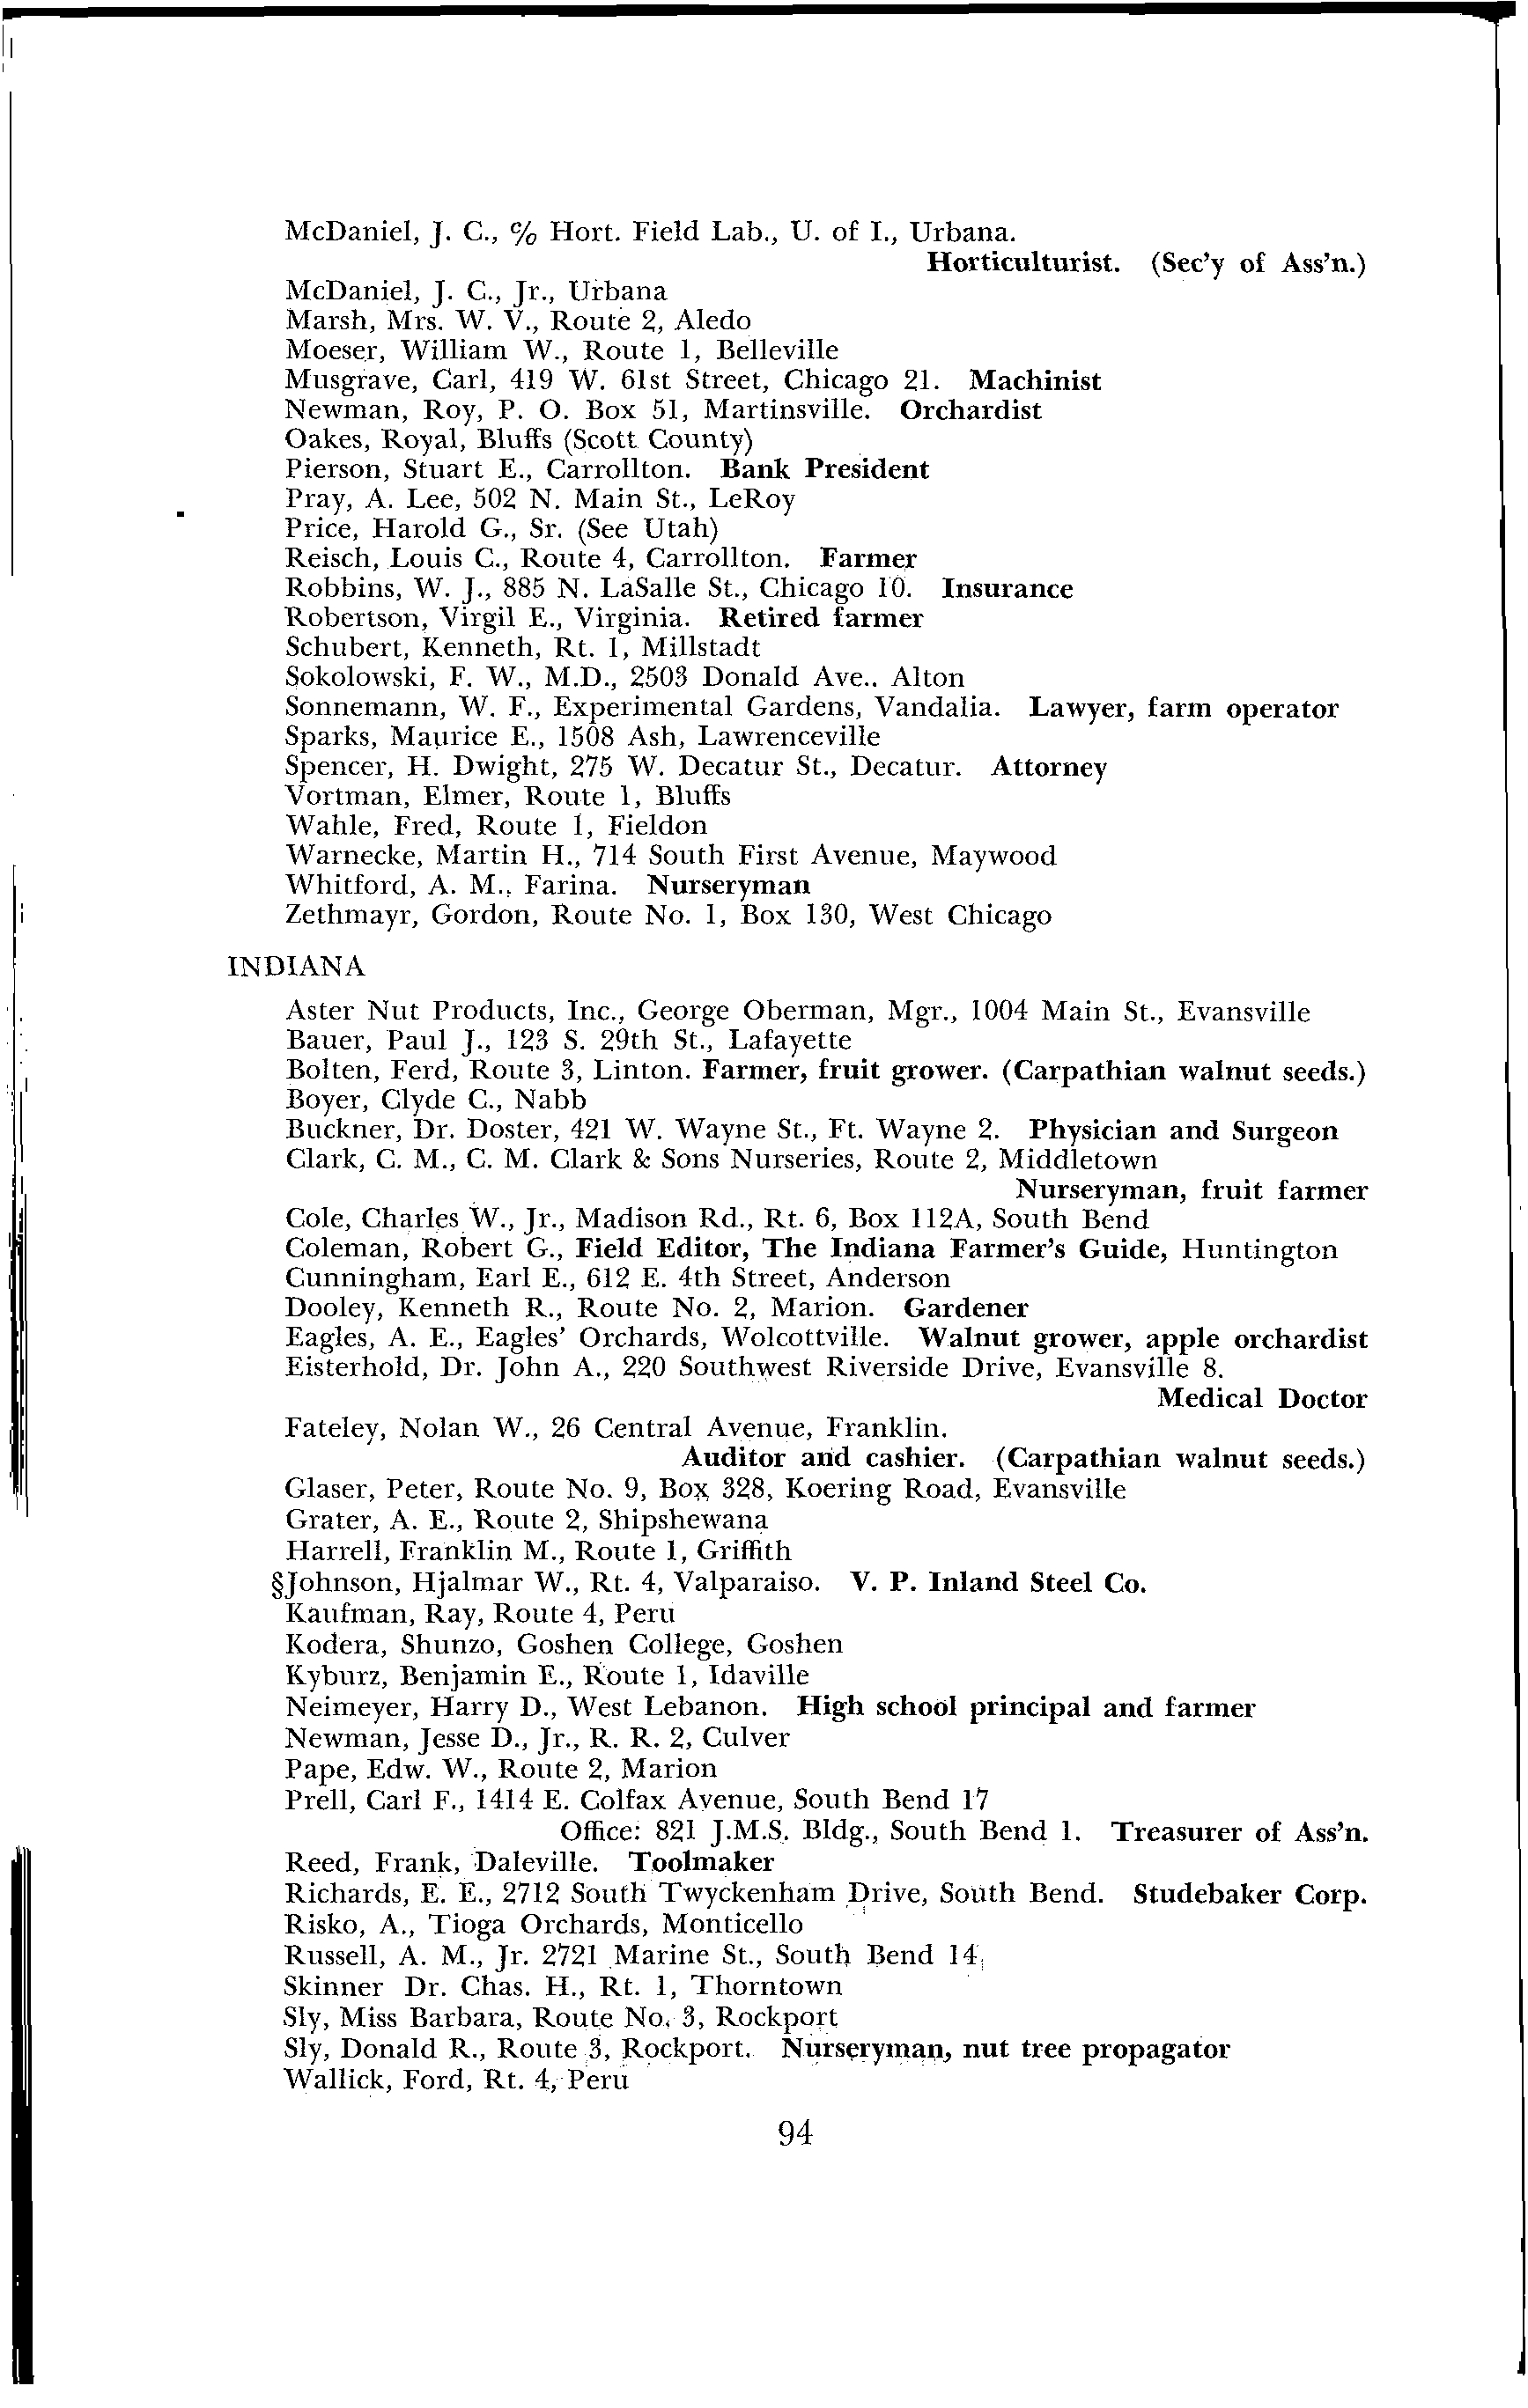 McDaniel, J. C., % Hort. Field Lab., U. of I., Urbana.
Horticulturist. (Sec'y of Ass'n.)
McDaniel, J. C., Jr., Urbana
Marsh, Mrs. W. V., Route 2, Aledo
Moeser, William W., Route 1, Belleville
Musgrave, Carl, 419 W. 61st Street, Chicago 21. Machinist
Newman, Roy, P. O. Box 51, Martinsville. Orchardist
Oakes, Royal, Bluffs (Scott County)
Pierson, Stuart E., Carrollton. Bank President
Pray, A. Lee, 502 N. Main St., LeRoy
Price, Harold G., Sr. (See Utah)
Reisch, Louis C., Route 4, Carrollton. Farmer
Robbins, W. J., 885 N. LaSalle St., Chicago 10. Insurance
Robertson, Virgil E., Virginia. Retired farmer
Schubert, Kenneth, Rt. 1, Millstadt
Sokolowski, F. W., M.D., 2503 Donald Ave.. Alton
Sonnemann, W. F., Experimental Gardens, Vandalia. Lawyer, farm operator
Sparks, Maurice E., 1508 Ash, Lawrenceville
Spencer, H. Dwight, 275 W. Decatur St., Decatur. Attorney
Vortman, Elmer, Route 1, Bluffs
Wahle, Fred, Route 1, Fieldon
Warnecke, Martin H., 714 South First Avenue, Maywood
Whitford, A. M., Farina. Nurseryman
Zethmayr, Gordon, Route No. 1, Box 130, West Chicago
INDIANA
Aster Nut Products, Inc., George Oberman, Mgr., 1004 Main St., Evansville
Bauer, Paul J., 123 S. 29th St., Lafayette
Bolten, Ferd, Route 3, Linton. Farmer, fruit grower. (Carpathian walnut seeds.)
Boyer, Clyde C., Nabb
Buckner, Dr. Doster, 421 W. Wayne St., Ft. Wayne 2. Physician and Surgeon
Clark, C. M., C. M. Clark & Sons Nurseries, Route 2, Middletown
Nurseryman, fruit farmer
Cole, Charles W., Jr., Madison Rd., Rt. 6, Box 112A, South Bend
Coleman, Robert G., Field Editor, The Indiana Farmer's Guide, Huntington
Cunningham, Earl E., 612 E. 4th Street, Anderson
Dooley, Kenneth R., Route No. 2, Marion. Gardener
Eagles, A. E., Eagles' Orchards, Wolcottville. Walnut grower, apple orchardist
Eisterhold, Dr. John A., 220 Southwest Riverside Drive, Evansville 8.
Medical Doctor
Fateley, Nolan W., 26 Central Avenue, Franklin.
Auditor and cashier. (Carpathian walnut seeds.)
Glaser, Peter, Route No. 9, Box 328, Koering Road, Evansville
Grater, A. E., Route 2, Shipshewana
Harrell, Franklin M., Route 1, Griffith
§Johnson, Hjalmar W., Rt. 4, Valparaiso. V. P. Inland Steel Co.
Kaufman, Ray, Route 4, Peru
Kodera, Shunzo, Goshen College, Goshen
Kyburz, Benjamin E., Route 1, Idaville
Neimeyer, Harry D., West Lebanon. High school principal and farmer
Newman, Jesse D., Jr., R. R. 2, Culver
Pape, Edw. W., Route 2, Marion
Prell, Carl F., 1414 E. Colfax Avenue, South Bend 17
Office: 821 J.M.S. Bldg., South Bend 1. Treasurer of Ass'n.
Reed, Frank, Daleville. Toolmaker
Richards, E. E., 2712 South Twyckenham Drive, South Bend. Studebaker Corp.
Risko, A., Tioga Orchards, Monticello
Russell, A. M., Jr. 2721 Marine St., South Bend 14
Skinner Dr. Chas. H., Rt. 1, Thorntown
Sly, Miss Barbara, Route No. 3, Rockport
Sly, Donald R., Route 3, Rockport. Nurseryman, nut tree propagator
Wallick, Ford, Rt. 4, Peru
94